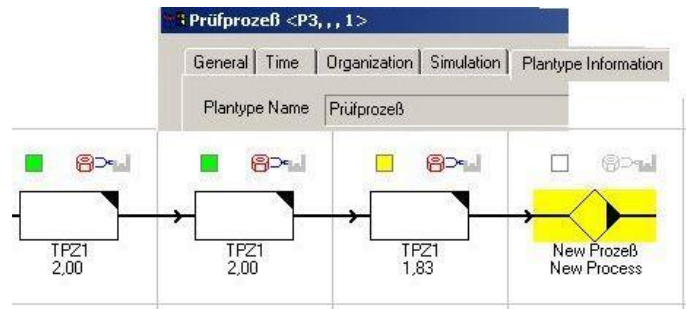 Prüfprozeß <P3, , , 1>
General Time Organization Simulation Plantype Information
Plantype Name Prüfprozeß
TPZ1 TPZ1 TPZ1 New Prozeß
2,00 2,00 1,83 New Process